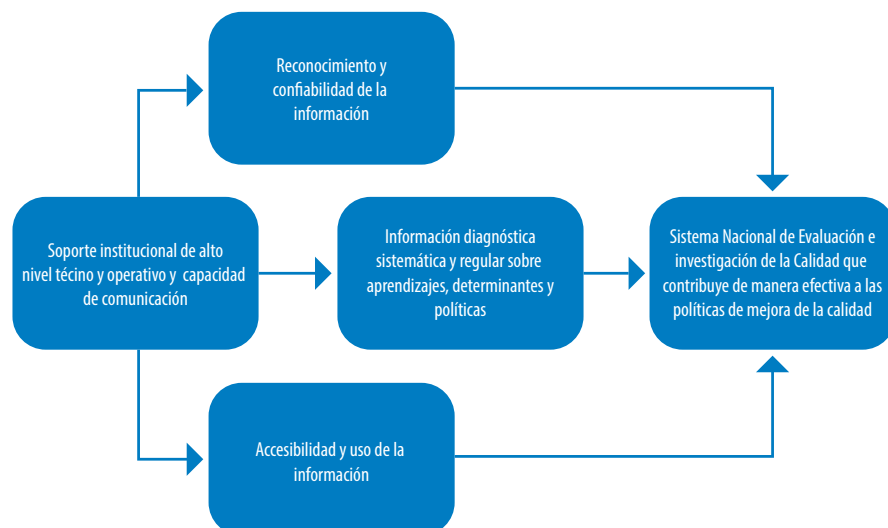 Reconocimiento y
confiabilidad de la
información
Soporte institucional de alto
nivel técino y operativo y capacidad
de comunicación
Información diagnóstica
sistemática y regular sobre
aprendizajes, determinantes y
políticas
Sistema Nacional de Evaluación e
investigación de la Calidad que
contribuye de manera efectiva a las
políticas de mejora de la calidad
Accesibilidad y uso de la
información